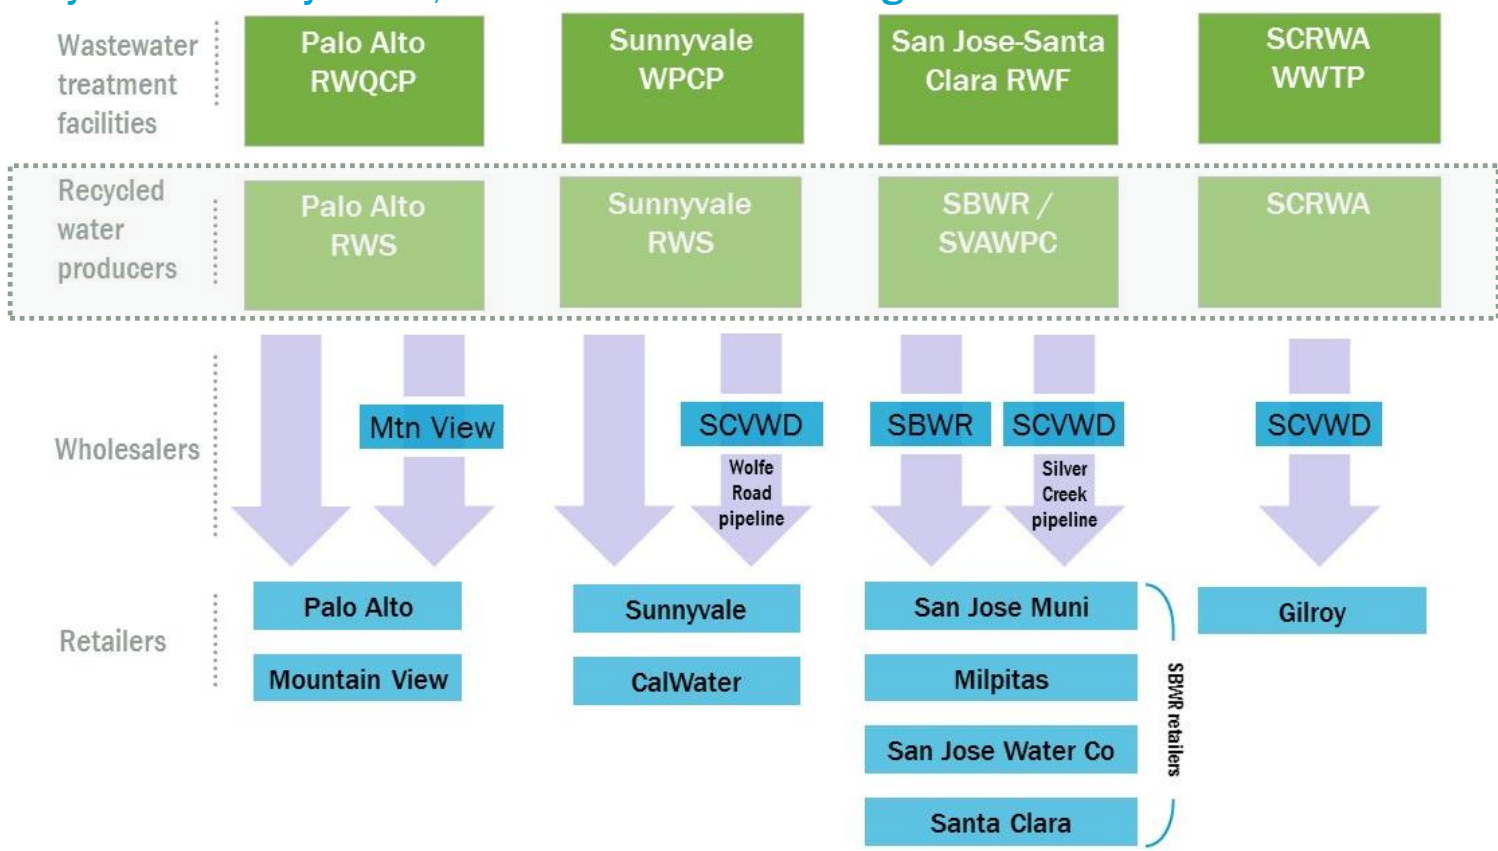 Wastewater
treatment
facilities
Palo Alto
RWQCP
Sunnyvale
WPCP
San Jose-Santa
Clara RWF
SCRWA
WWTP
Recycled
water
producers
Palo Alto
RWS
Sunnyvale
RWS
SBWR /
SVAWPC
SCRWA
Wholesalers
Mtn View
SCVWD
Wolfe
Road
pipeline
SBWR
SCVWD
Silver
Creek
pipeline
SCVWD
Retailers
Palo Alto
Mountain View
Sunnyvale
CalWater
San Jose Muni
Milpitas
San Jose Water Co
Santa Clara
SBWR retailers
Gilroy